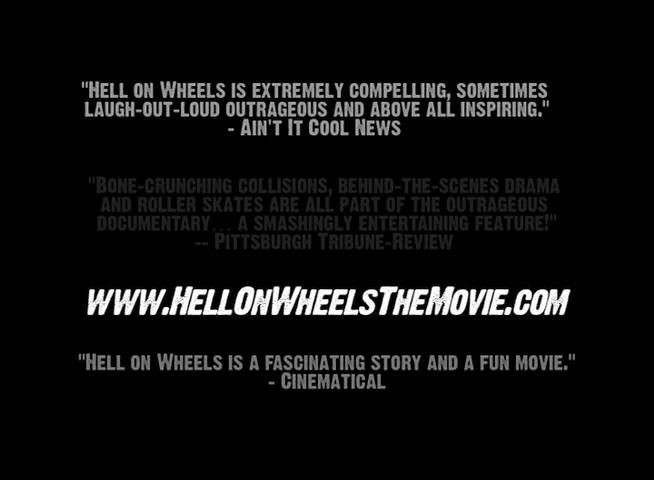 "Hell on Wheels is extremely compelling, sometimes
laugh-out-loud outrageous and above all inspiring."
- Ain't It Cool News
"Bone-crunching collisions, behind-the-scenes drama
and roller skates are all part of the outrageous
documentary... a smashingly entertaining feature!"
-- Pittsburgh Tribune-Review
www.HellOnWheelsTheMovie.com
"Hell on Wheels is a fascinating story and a fun movie."
- Cinematical